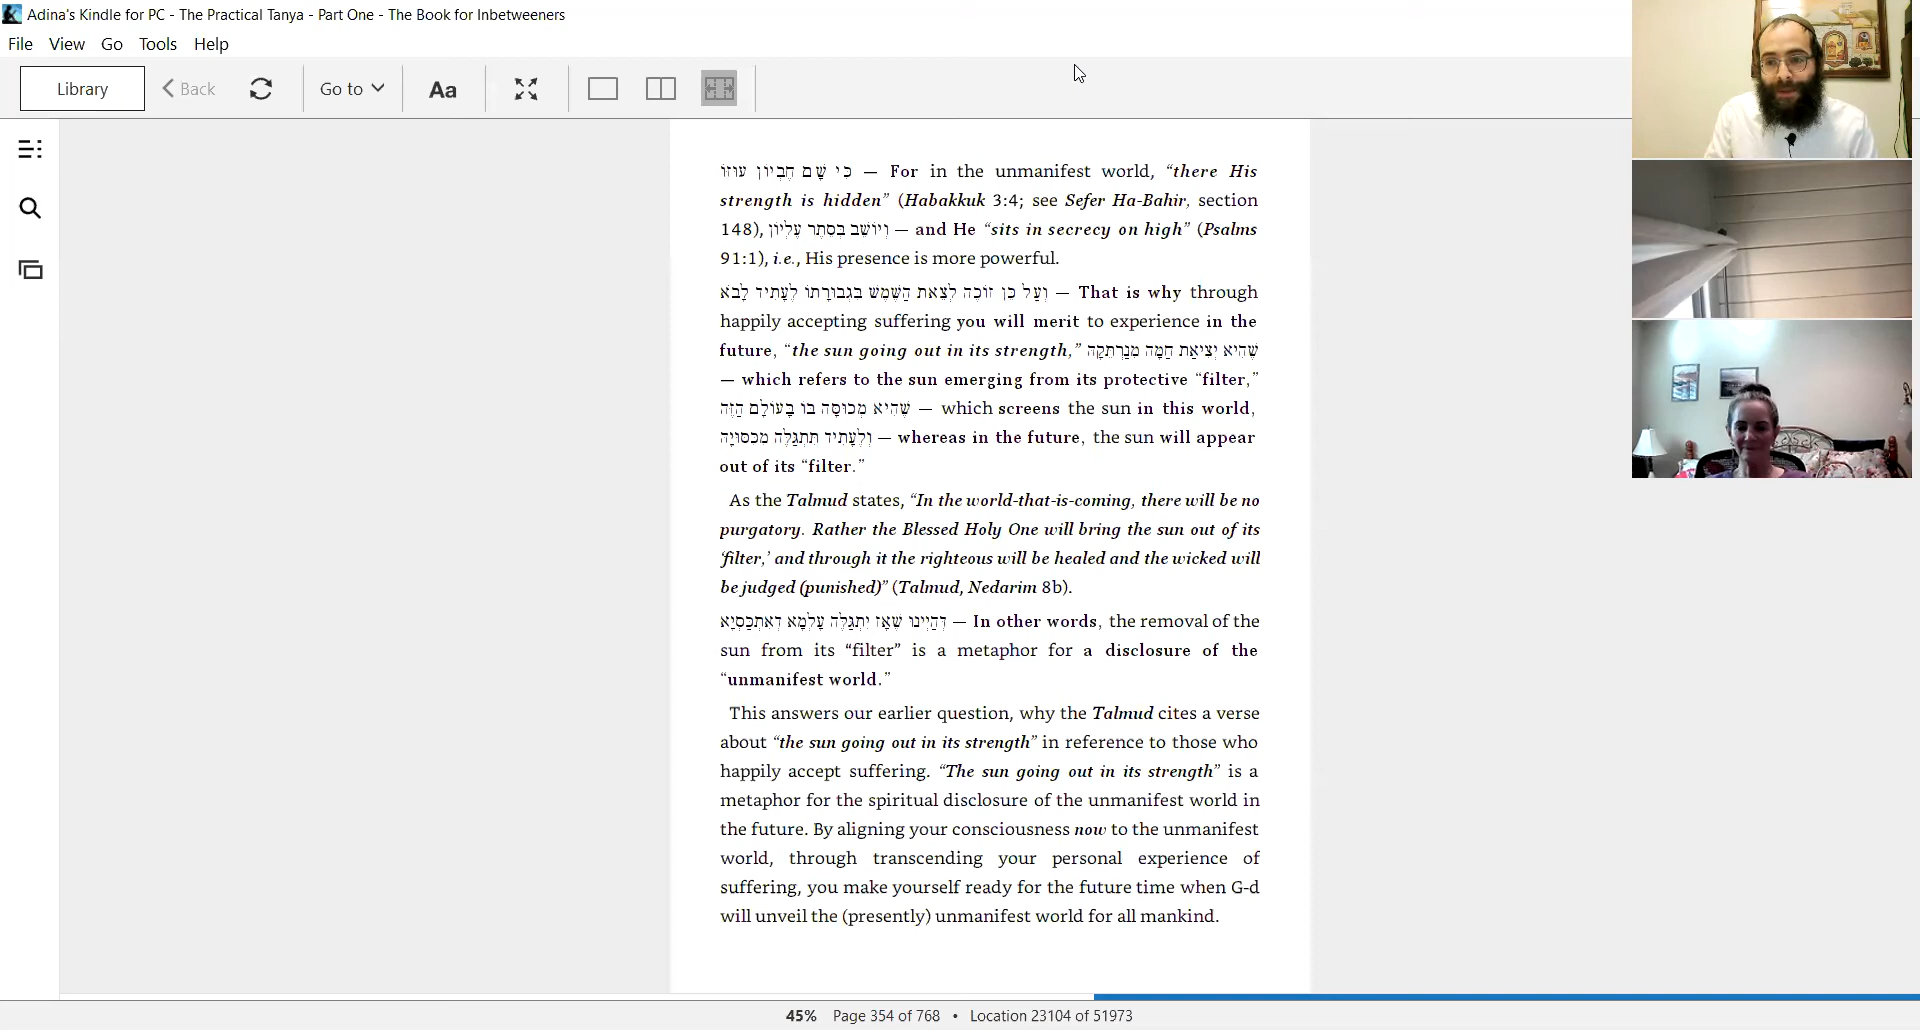 Adina's Kindle for PC - The Practical Tanya - Part One - The Book for Inbetweeners
File View Go Tools Help
Library Back Go to Aa
כִּי שָׁם חֶבְיוֹן עוּזוֹ — For in the unmanifest world, “there His
strength is hidden” (Habakkuk 3:4; see Sefer Ha-Bahir, section
148), וְיוֹשֵׁב בְּסֵתֶר עֶלְיוֹן — and He “sits in secrecy on high” (Psalms
91:1), i.e., His presence is more powerful.
וְעַל כֵּן זוֹכֶה לְצֵאת הַשֶּׁמֶשׁ בִּגְבוּרָתוֹ לֶעָתִיד לָבֹא — That is why through
happily accepting suffering you will merit to experience in the
future, “the sun going out in its strength,” שֶׁהִיא יְצִיאַת חַמָּה מִנַּרְתֵּקָהּ
— which refers to the sun emerging from its protective “filter,”
שֶׁהִיא מְכוּסָּה בּוֹ בָּעוֹלָם הַזֶּה — which screens the sun in this world,
וְלֶעָתִיד תִּתְגַּלֶּה מִכִּסּוּיָהּ — whereas in the future, the sun will appear
out of its “filter.”
As the Talmud states, “In the world-that-is-coming, there will be no
purgatory. Rather the Blessed Holy One will bring the sun out of its
‘filter,’ and through it the righteous will be healed and the wicked will
be judged (punished)” (Talmud, Nedarim 8b).
דְּהַיְינוּ שֶׁאָז יִתְגַּלֶּה עָלְמָא דְאִתְכַּסְיָא — In other words, the removal of the
sun from its “filter” is a metaphor for a disclosure of the
“unmanifest world.”
This answers our earlier question, why the Talmud cites a verse
about “the sun going out in its strength” in reference to those who
happily accept suffering. “The sun going out in its strength” is a
metaphor for the spiritual disclosure of the unmanifest world in
the future. By aligning your consciousness now to the unmanifest
world, through transcending your personal experience of
suffering, you make yourself ready for the future time when G-d
will unveil the (presently) unmanifest world for all mankind.
45% Page 354 of 768 • Location 23104 of 51973